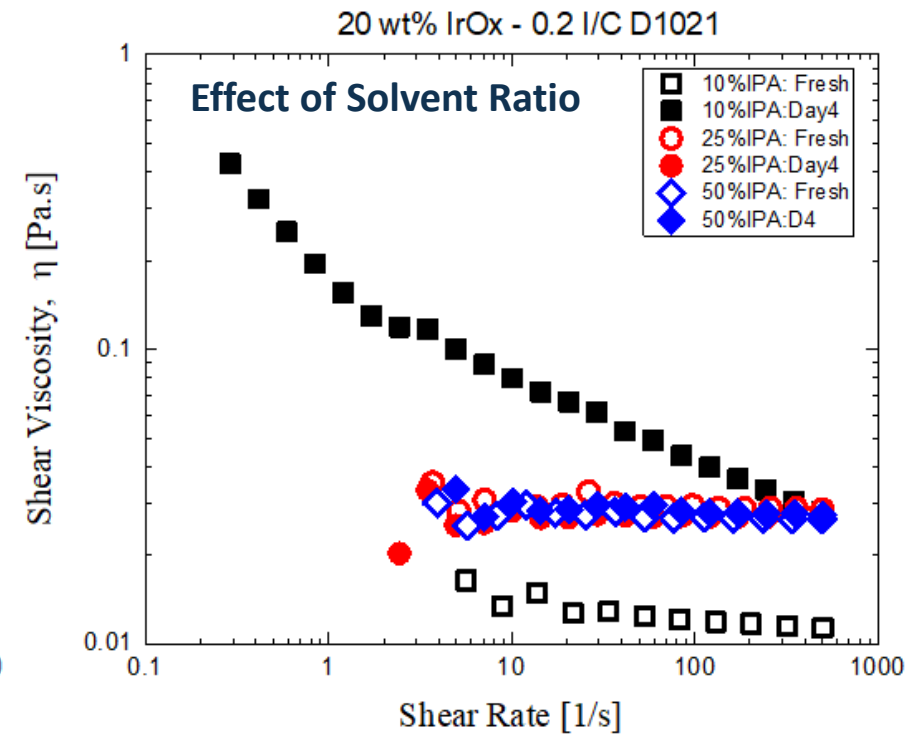 20 wt% IrOx - 0.2 I/C D1021
Effect of Solvent Ratio
10%IPA: Fresh
10%IPA:Day4
25%IPA: Fresh
25%IPA:Day4
50%IPA: Fresh
50%IPA:D4
Shear Viscosity, η [Pa.s]
1
0.1
0.01
0.1
1
10
100
1000
Shear Rate [1/s]